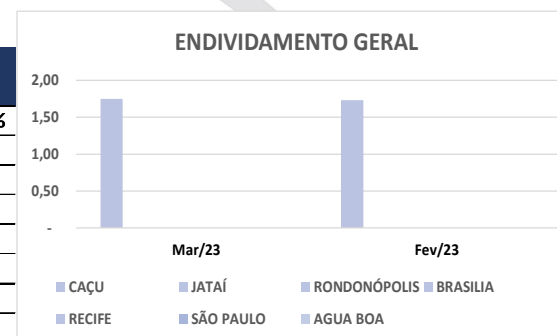 ENDIVIDAMENTO GERAL
2,00
%
1,50
1,00
0,50
-
Mar/23 Fev/23
CAÇU JATAÍ RONDONÓPOLIS BRASILIA
RECIFE SÃO PAULO AGUA BOA